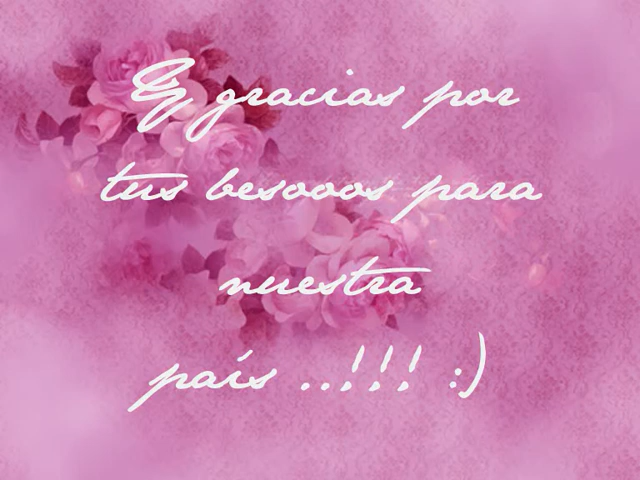 Y gracias por
tus besooos para
nuestra
país ..!!! :)